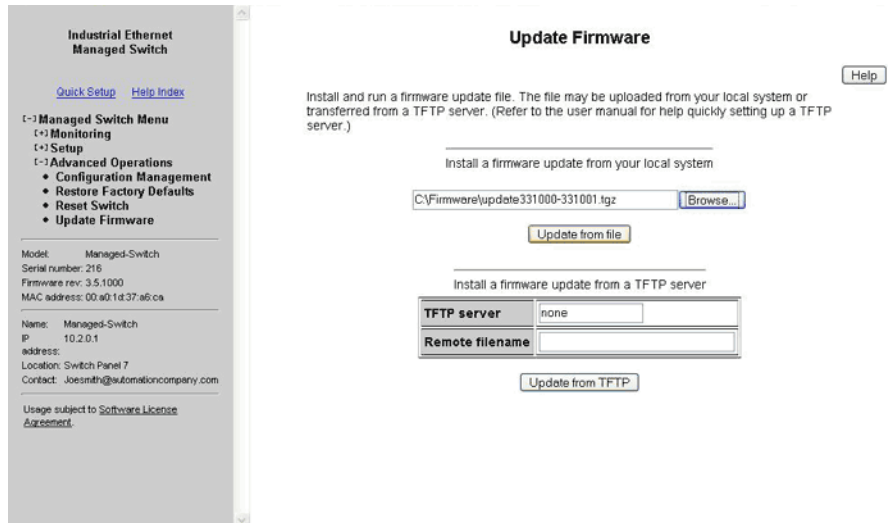 Industrial Ethernet
Managed Switch
Quick Setup Help Index
[-] Managed Switch Menu
[+] Monitoring
[+] Setup
[-] Advanced Operations
Configuration Management
Restore Factory Defaults
Reset Switch
Update Firmware
Model: Managed-Switch
Serial number: 216
Firmware rev: 3.5.1000
MAC address: 00:a0:1d:37:a6:ca
Name: Managed-Switch
IP address: 10.2.0.1
Location: Switch Panel 7
Contact: Joesmith@automationcompany.com
Usage subject to Software License
Agreement.
Update Firmware
Help
Install and run a firmware update file. The file may be uploaded from your local system or
transferred from a TFTP server. (Refer to the user manual for help quickly setting up a TFTP
server.)
Install a firmware update from your local system
C:\Firmware\update331000-331001.tgz Browse...
Update from file
Install a firmware update from a TFTP server
TFTP server none
Remote filename
Update from TFTP